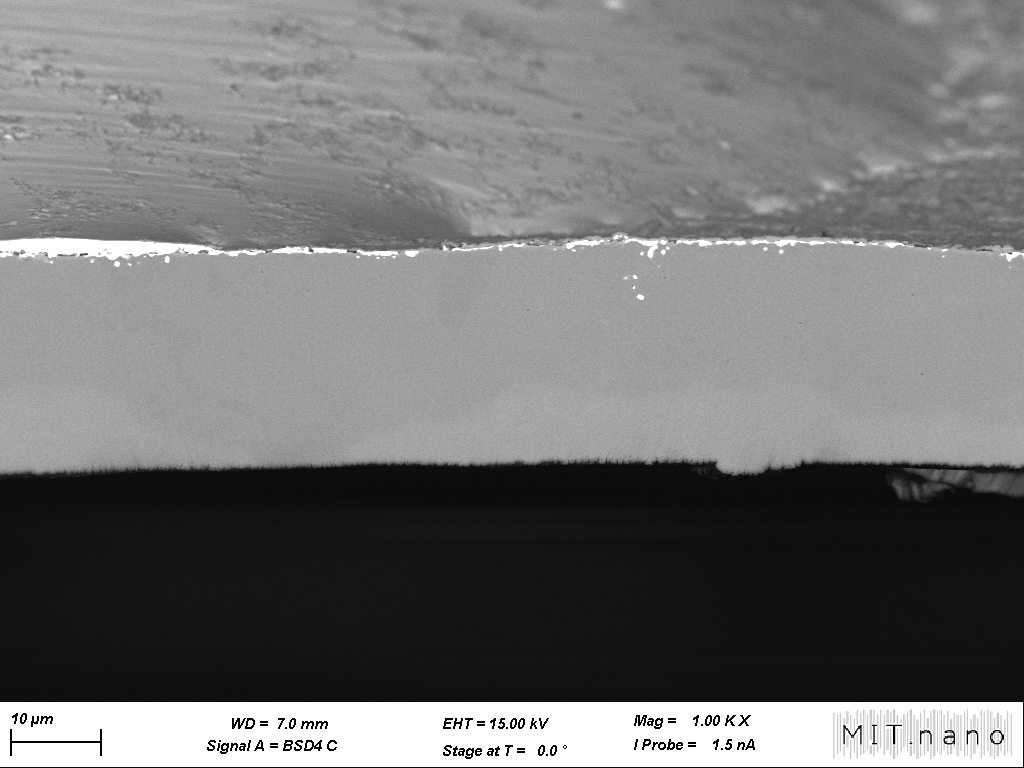 10 µm
WD = 7.0 mm
Signal A = BSD4 C
EHT = 15.00 kV
Stage at T = 0.0 °
Mag = 1.00 K X
I Probe = 1.5 nA
MIT.nano